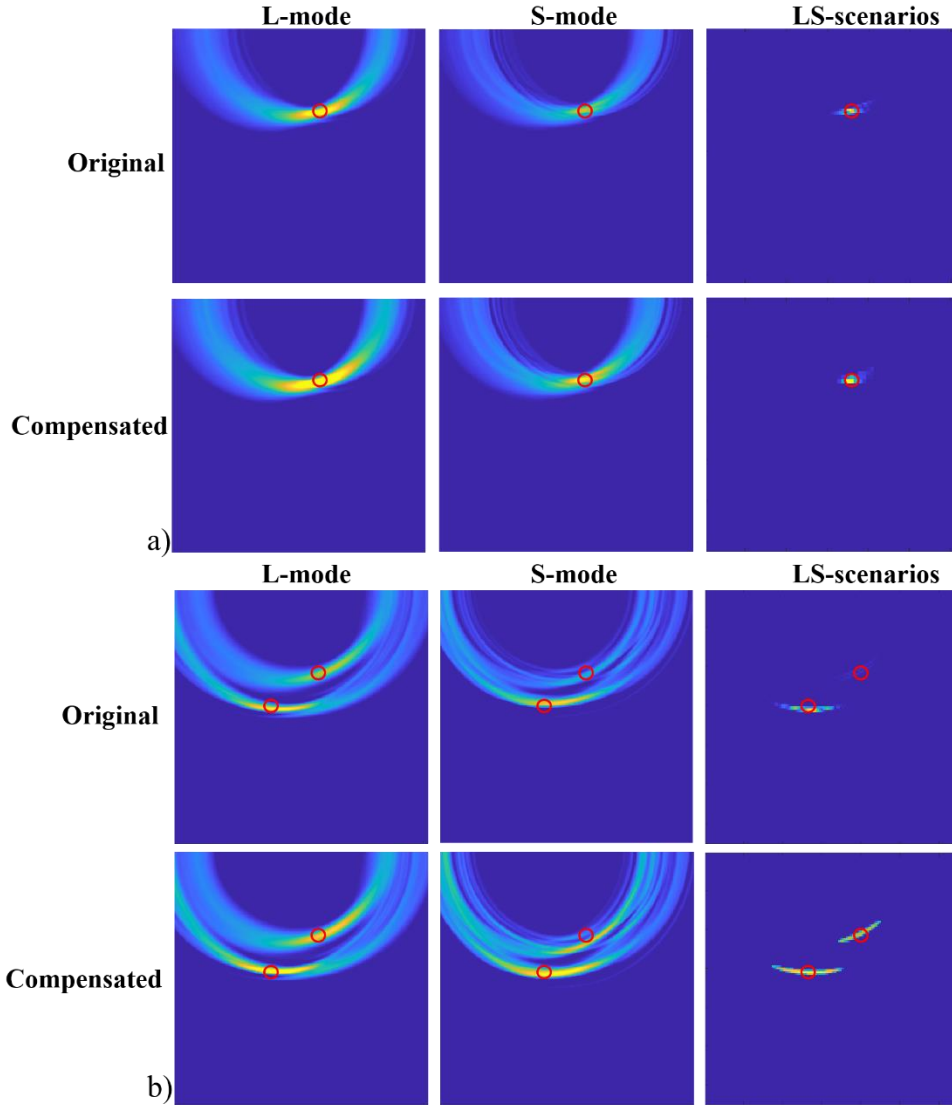 L-mode S-mode LS-scenarios
Original
Compensated
a)
L-mode S-mode LS-scenarios
Original
Compensated
b)